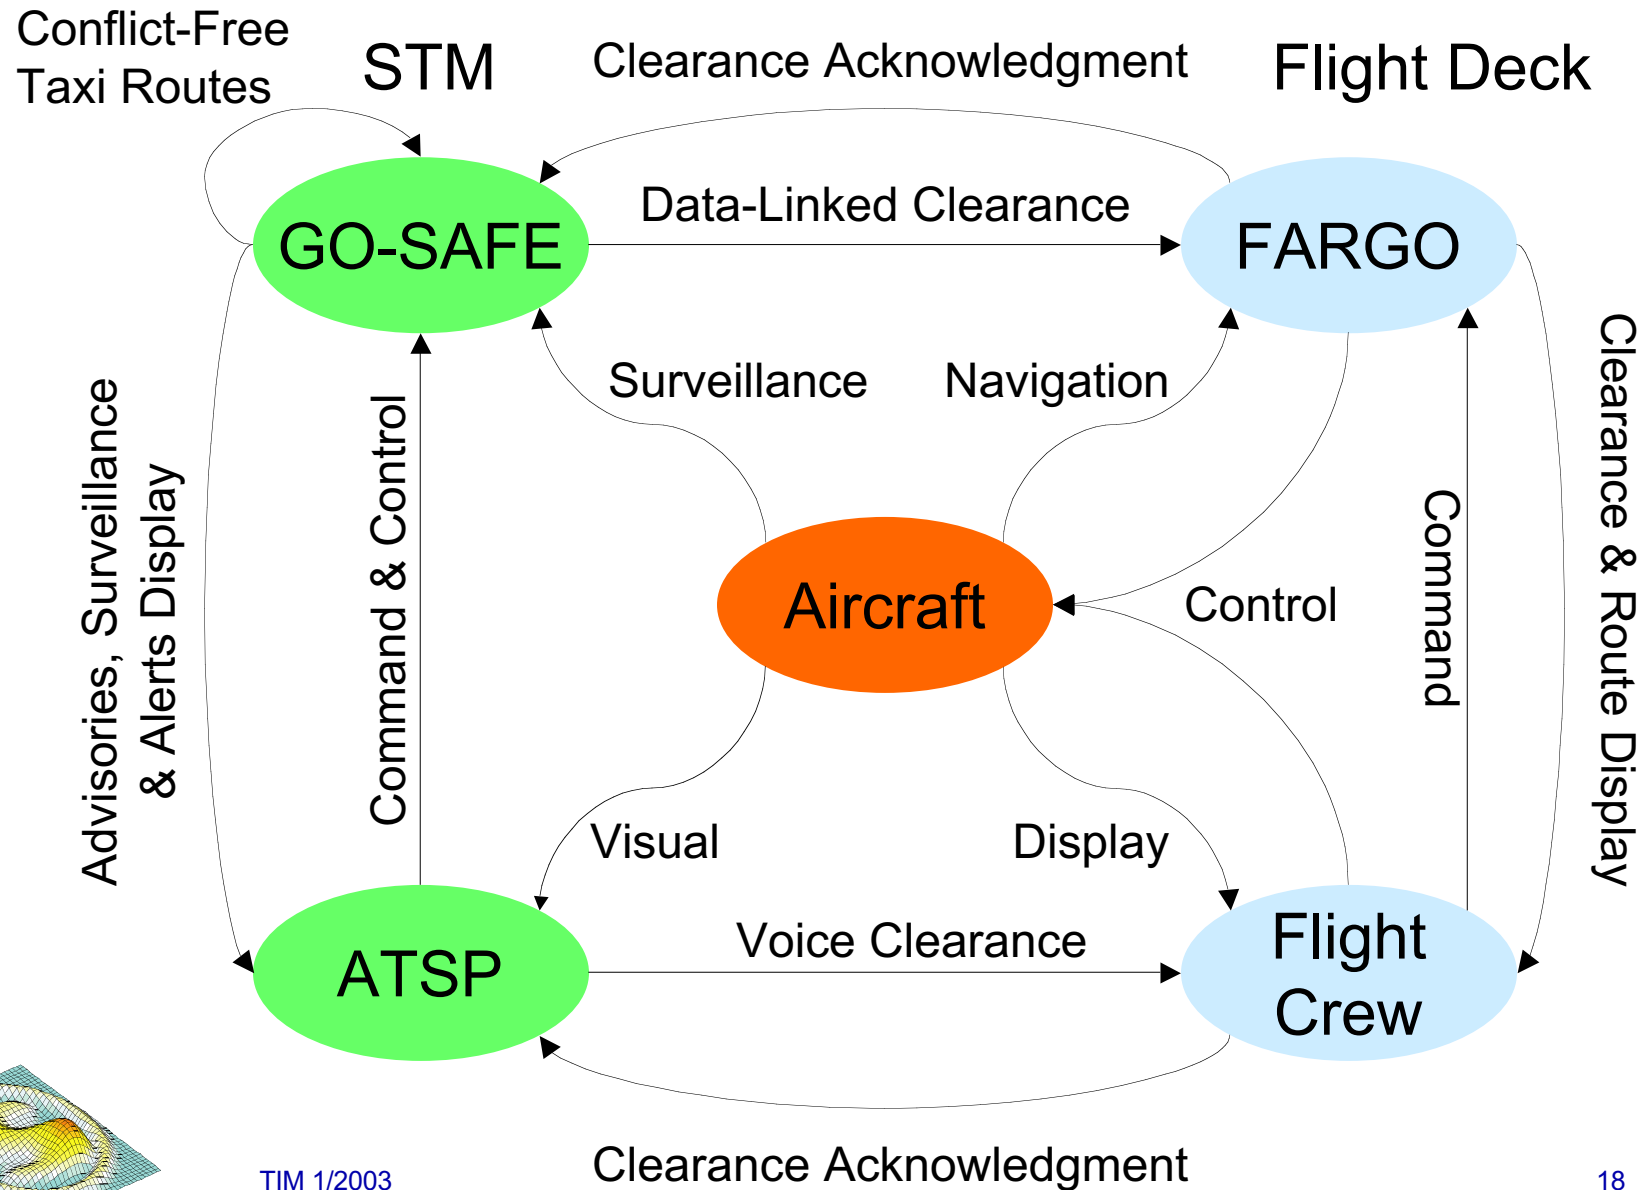 Conflict-Free
Taxi Routes
STM
Clearance Acknowledgment
Flight Deck
GO-SAFE
Data-Linked Clearance
FARGO
Surveillance
Navigation
Advisories, Surveillance
& Alerts Display
Command & Control
Aircraft
Control
Command
Clearance & Route Display
Visual
Display
ATSP
Voice Clearance
Flight
Crew
Clearance Acknowledgment
TIM 1/2003
18